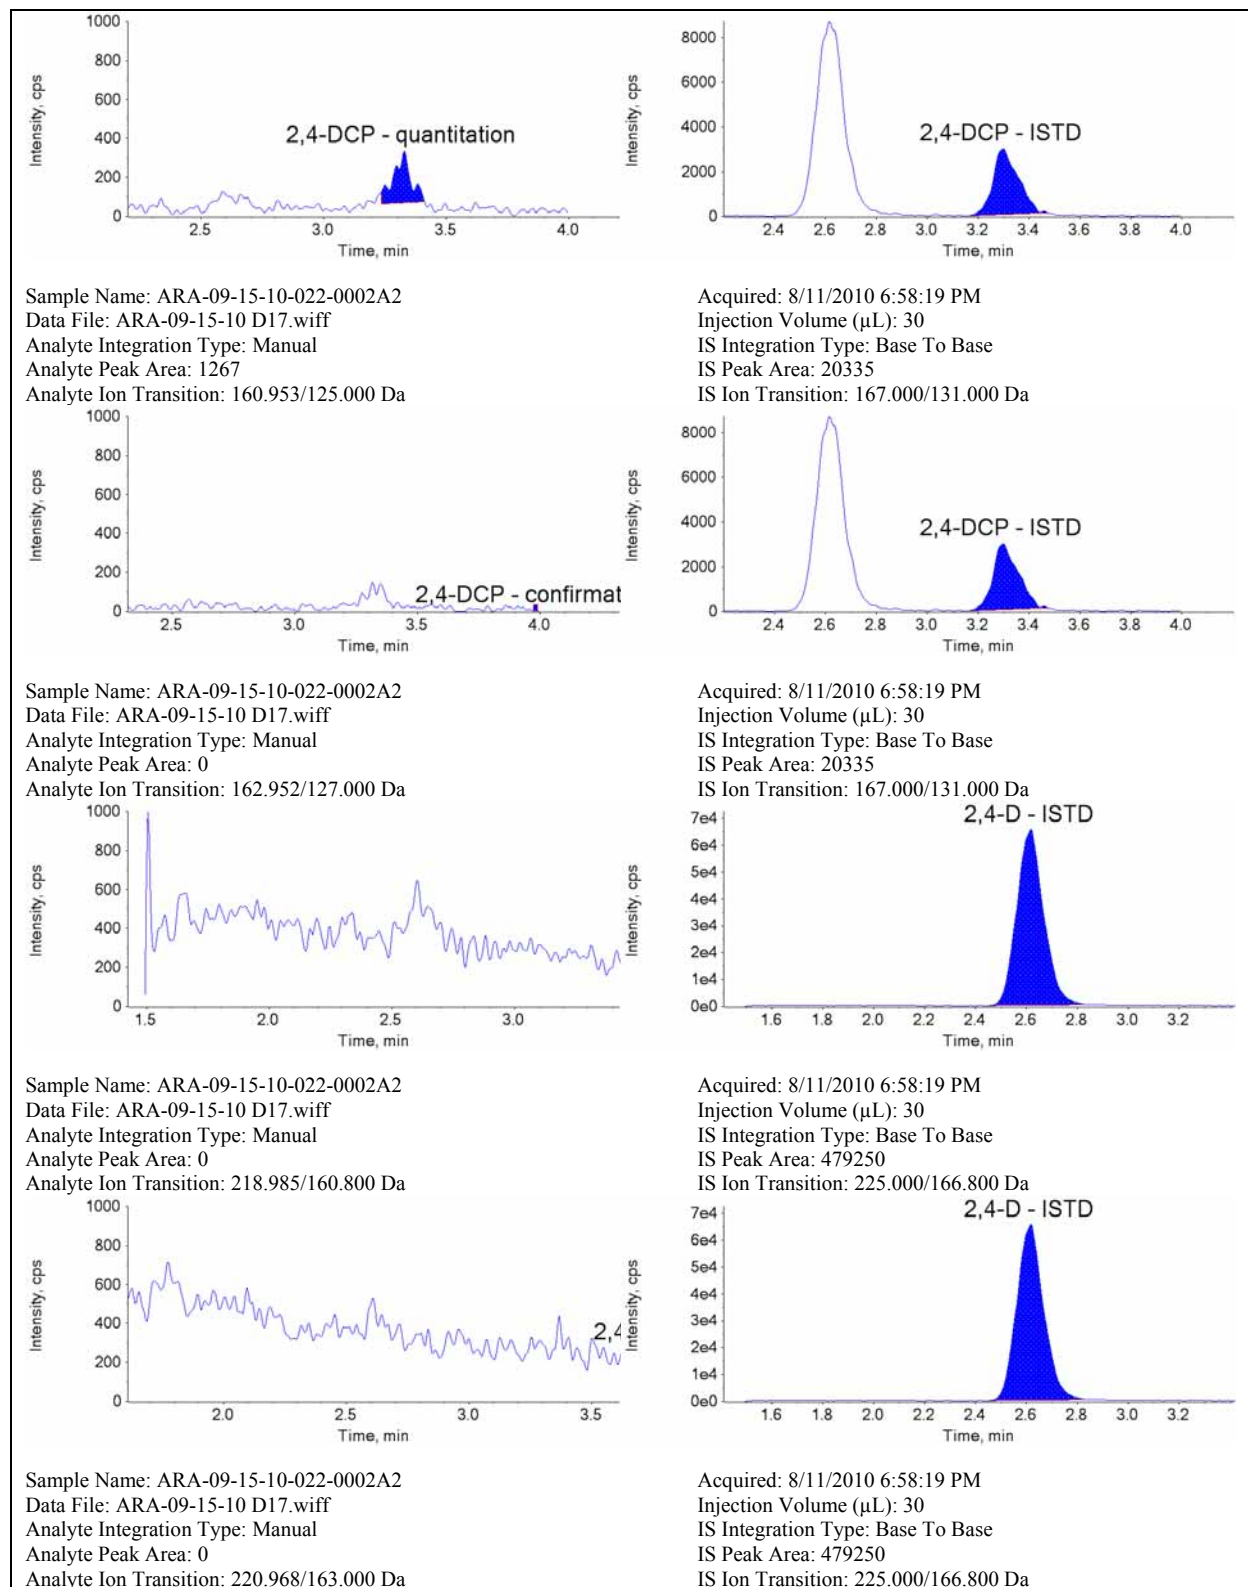 1000
800
600
400
200
0
Intensity, cps
2,4-DCP - quantitation
2.5 3.0 3.5 4.0
Time, min
8000
6000
4000
2000
0
Intensity, cps
2,4-DCP - ISTD
2.4 2.6 2.8 3.0 3.2 3.4 3.6 3.8 4.0
Time, min
Sample Name: ARA-09-15-10-022-0002A2
Data File: ARA-09-15-10 D17.wiff
Analyte Integration Type: Manual
Analyte Peak Area: 1267
Analyte Ion Transition: 160.953/125.000 Da
Acquired: 8/11/2010 6:58:19 PM
Injection Volume (µL): 30
IS Integration Type: Base To Base
IS Peak Area: 20335
IS Ion Transition: 167.000/131.000 Da
1000
800
600
400
200
0
Intensity, cps
2,4-DCP - confirmat
2.5 3.0 3.5 4.0
Time, min
8000
6000
4000
2000
0
Intensity, cps
2,4-DCP - ISTD
2.4 2.6 2.8 3.0 3.2 3.4 3.6 3.8 4.0
Time, min
Sample Name: ARA-09-15-10-022-0002A2
Data File: ARA-09-15-10 D17.wiff
Analyte Integration Type: Manual
Analyte Peak Area: 0
Analyte Ion Transition: 162.952/127.000 Da
Acquired: 8/11/2010 6:58:19 PM
Injection Volume (µL): 30
IS Integration Type: Base To Base
IS Peak Area: 20335
IS Ion Transition: 167.000/131.000 Da
1000
800
600
400
200
0
Intensity, cps
1.5 2.0 2.5 3.0
Time, min
7e4
6e4
5e4
4e4
3e4
2e4
1e4
0e0
Intensity, cps
2,4-D - ISTD
1.6 1.8 2.0 2.2 2.4 2.6 2.8 3.0 3.2
Time, min
Sample Name: ARA-09-15-10-022-0002A2
Data File: ARA-09-15-10 D17.wiff
Analyte Integration Type: Manual
Analyte Peak Area: 0
Analyte Ion Transition: 218.985/160.800 Da
Acquired: 8/11/2010 6:58:19 PM
Injection Volume (µL): 30
IS Integration Type: Base To Base
IS Peak Area: 479250
IS Ion Transition: 225.000/166.800 Da
1000
800
600
400
200
0
Intensity, cps
2,4
2.0 2.5 3.0 3.5
Time, min
7e4
6e4
5e4
4e4
3e4
2e4
1e4
0e0
Intensity, cps
2,4-D - ISTD
1.6 1.8 2.0 2.2 2.4 2.6 2.8 3.0 3.2
Time, min
Sample Name: ARA-09-15-10-022-0002A2
Data File: ARA-09-15-10 D17.wiff
Analyte Integration Type: Manual
Analyte Peak Area: 0
Analyte Ion Transition: 220.968/163.000 Da
Acquired: 8/11/2010 6:58:19 PM
Injection Volume (µL): 30
IS Integration Type: Base To Base
IS Peak Area: 479250
IS Ion Transition: 225.000/166.800 Da